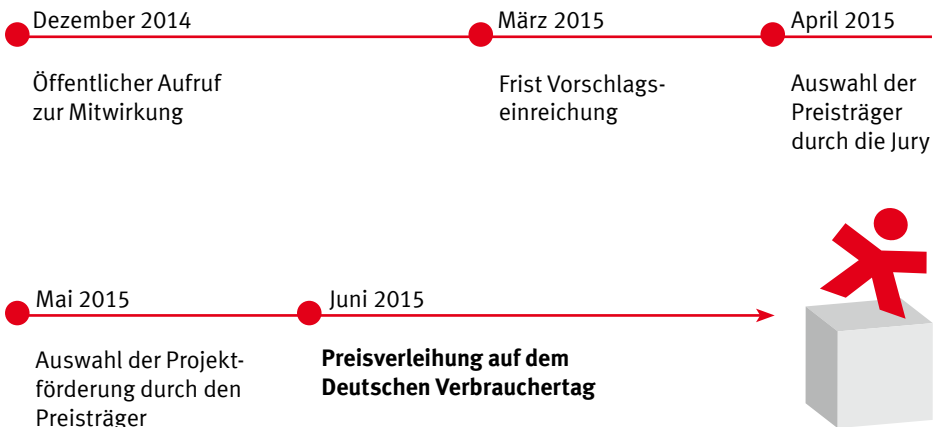 Dezember 2014
Öffentlicher Aufruf
zur Mitwirkung
März 2015
Frist Vorschlags-
einreichung
April 2015
Auswahl der
Preisträger
durch die Jury
Mai 2015
Auswahl der Projekt-
förderung durch den
Preisträger
Juni 2015
Preisverleihung auf dem
Deutschen Verbrauchertag